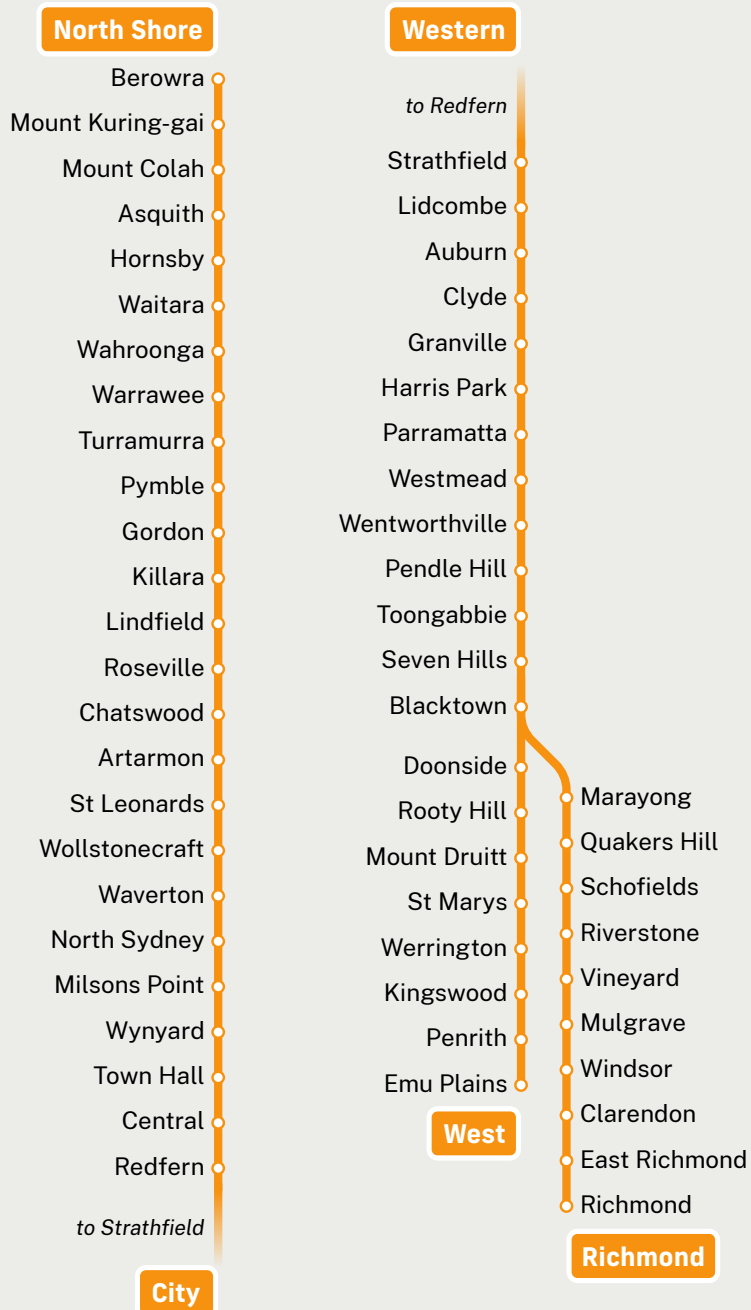 North Shore
Berowra
Mount Kuring-gai
Mount Colah
Asquith
Hornsby
Waitara
Wahroonga
Warrawee
Turramurra
Pymble
Gordon
Killara
Lindfield
Roseville
Chatswood
Artarmon
St Leonards
Wollstonecraft
Waverton
North Sydney
Milsons Point
Wynyard
Town Hall
Central
Redfern
to Strathfield
City
Western
to Redfern
Strathfield
Lidcombe
Auburn
Clyde
Granville
Harris Park
Parramatta
Westmead
Wentworthville
Pendle Hill
Toongabbie
Seven Hills
Blacktown
Doonside
Rooty Hill
Mount Druitt
St Marys
Werrington
Kingswood
Penrith
Emu Plains
West
Marayong
Quakers Hill
Schofields
Riverstone
Vineyard
Mulgrave
Windsor
Clarendon
East Richmond
Richmond
Richmond